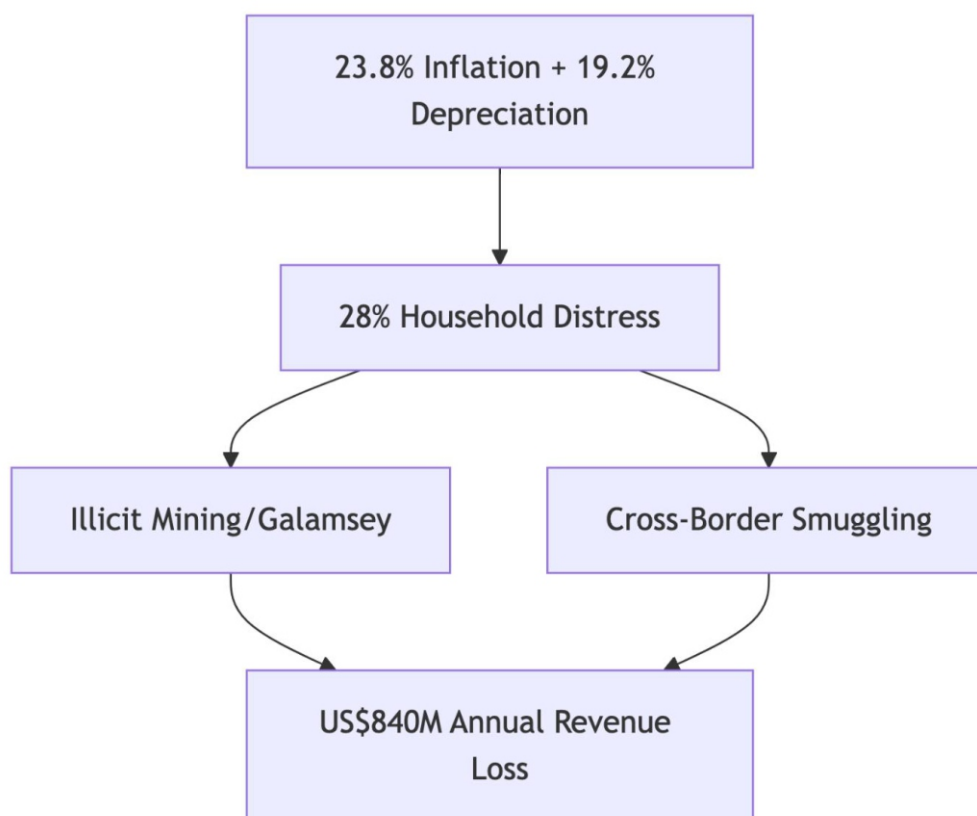 23.8% Inflation + 19.2%
Depreciation
28% Household Distress
Illicit Mining/Galamsey
Cross-Border Smuggling
US$840M Annual Revenue
Loss